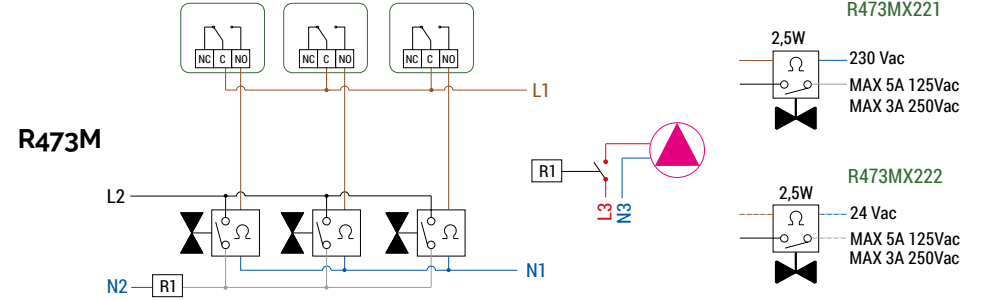 NC C NO
NC C NO
NC C NO
L1
R473M
L2
Ω
Ω
Ω
N1
N2
R1
R1
L3
N3
R473MX221
2,5W
Ω
230 Vac
MAX 5A 125Vac
MAX 3A 250Vac
R473MX222
2,5W
Ω
24 Vac
MAX 5A 125Vac
MAX 3A 250Vac